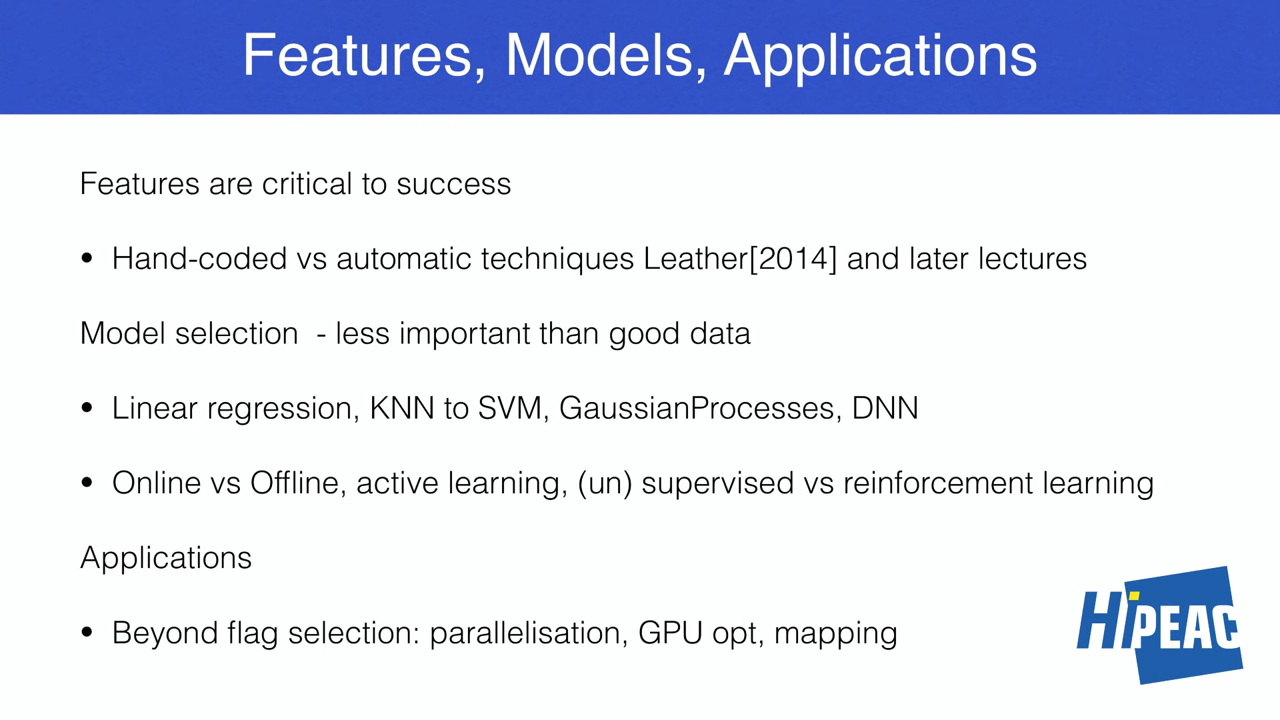 Features, Models, Applications
Features are critical to success
• Hand-coded vs automatic techniques Leather[2014] and later lectures
Model selection - less important than good data
• Linear regression, KNN to SVM, GaussianProcesses, DNN
• Online vs Offline, active learning, (un) supervised vs reinforcement learning
Applications
• Beyond flag selection: parallelisation, GPU opt, mapping
HiPEAC